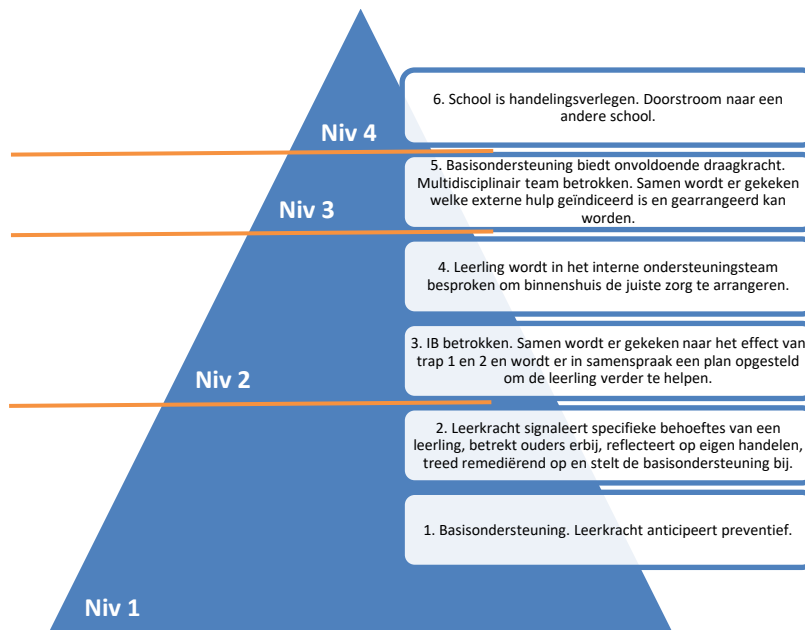 6. School is handelingsverlegen. Doorstroom naar een
andere school.
Niv 4
5. Basisondersteuning biedt onvoldoende draagkracht.
Multidisciplinair team betrokken. Samen wordt er gekeken
welke externe hulp geïndiceerd is en gearrangeerd kan
worden.
Niv 3
4. Leerling wordt in het interne ondersteuningsteam
besproken om binnenshuis de juiste zorg te arrangeren.
3. IB betrokken. Samen wordt er gekeken naar het effect van
trap 1 en 2 en wordt er in samenspraak een plan opgesteld
om de leerling verder te helpen.
Niv 2
2. Leerkracht signaleert specifieke behoeftes van een
leerling, betrekt ouders erbij, reflecteert op eigen handelen,
treed remediërend op en stelt de basisondersteuning bij.
1. Basisondersteuning. Leerkracht anticipeert preventief.
Niv 1